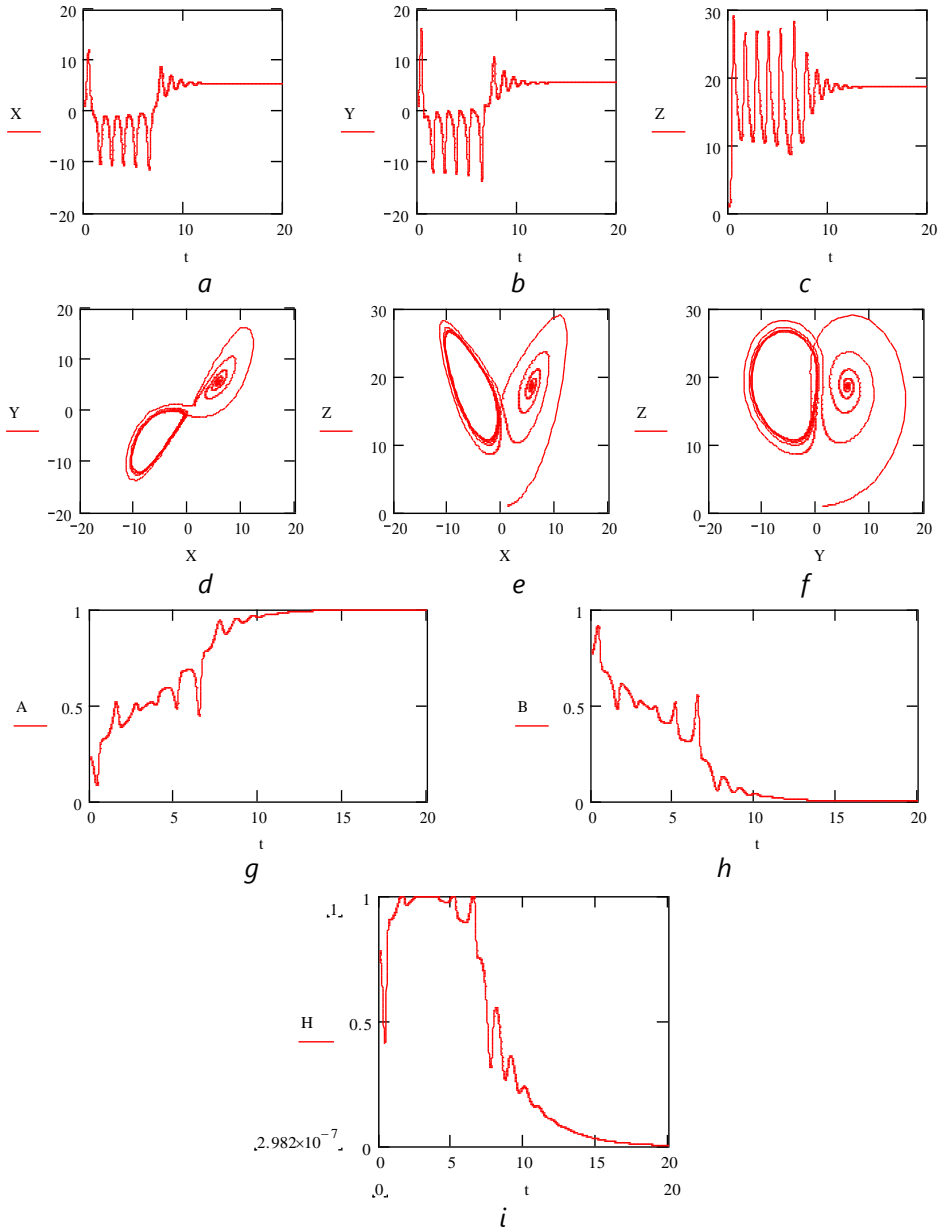 20 20 30
10 10 20
X 0 Y 0 Z
−10 −10 10
−20 −20 0
0 10 20 0 10 20 0 10 20
t t t
a b c
20 30 30
10 20 20
Y 0 Z Z
−10 10 10
−20 0 0
−20 −10 0 10 20 −20 −10 0 10 20 −20 −10 0 10 20
X X Y
d e f
1 1
A 0.5 B 0.5
0 0
0 5 10 15 20 0 5 10 15 20
t t
g h
1 1
H 0.5
2.982×10⁻⁷ 0
0 5 10 15 20
0 t 20
i